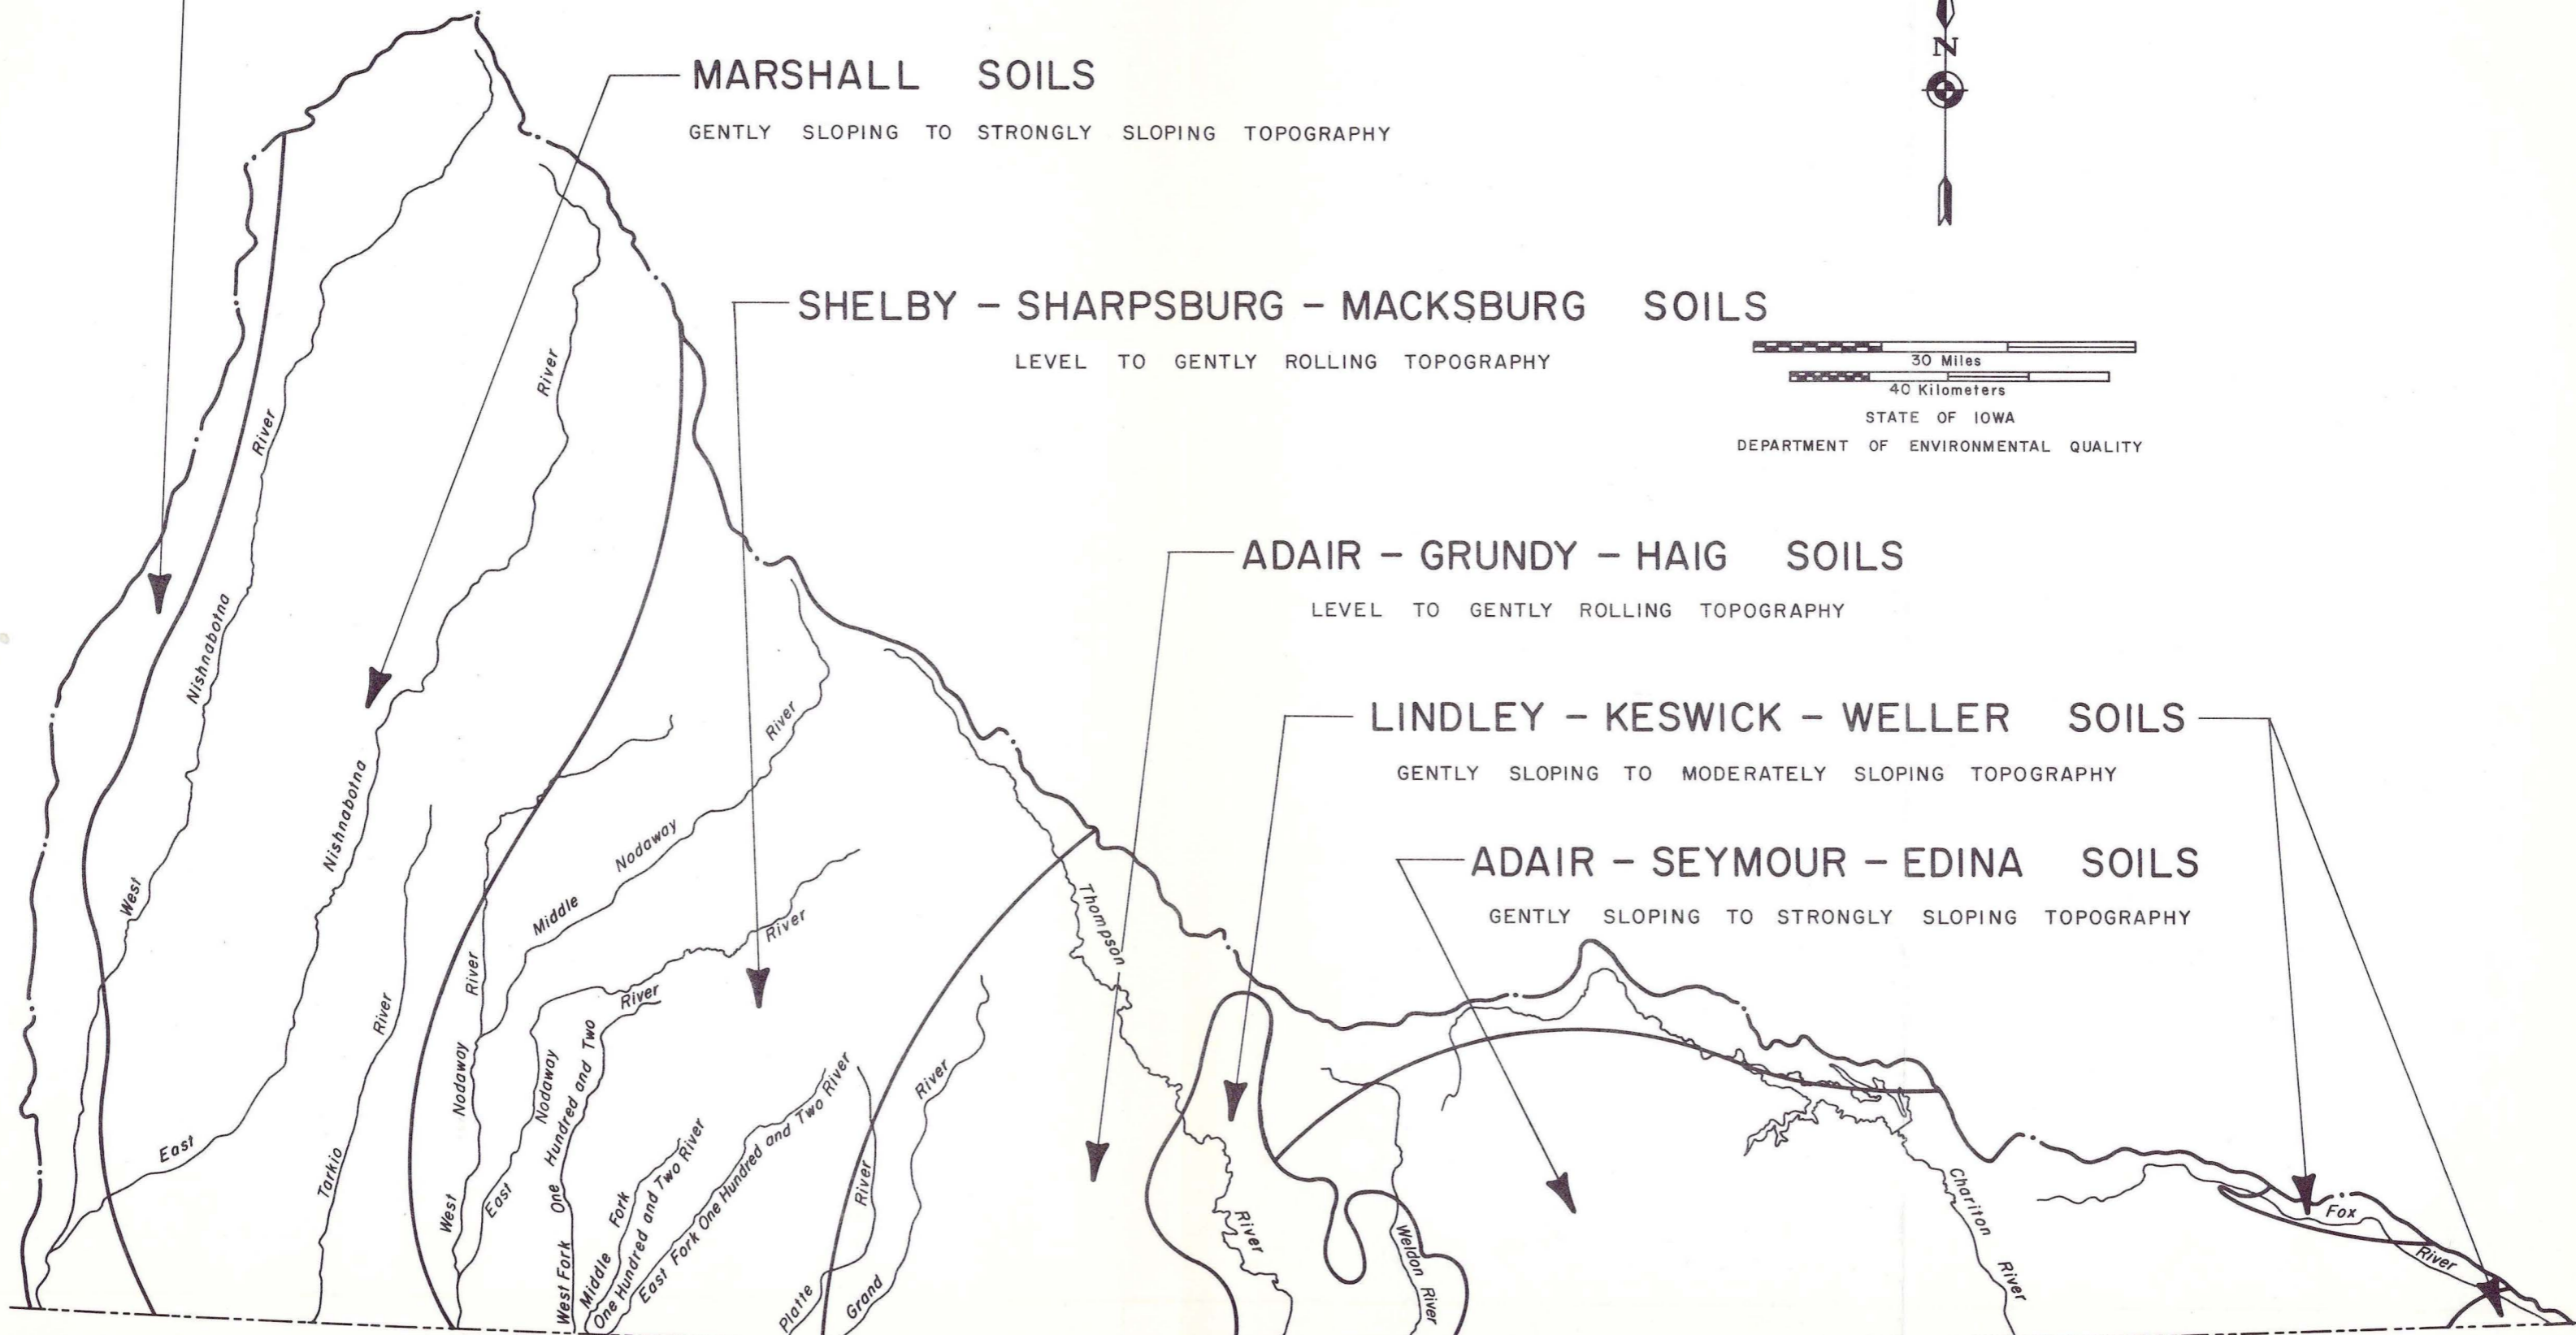 N
MARSHALL SOILS
GENTLY SLOPING TO STRONGLY SLOPING TOPOGRAPHY
SHELBY – SHARPSBURG – MACKSBURG SOILS
LEVEL TO GENTLY ROLLING TOPOGRAPHY
30 Miles
40 Kilometers
STATE OF IOWA
DEPARTMENT OF ENVIRONMENTAL QUALITY
ADAIR – GRUNDY – HAIG SOILS
LEVEL TO GENTLY ROLLING TOPOGRAPHY
LINDLEY – KESWICK – WELLER SOILS
GENTLY SLOPING TO MODERATELY SLOPING TOPOGRAPHY
ADAIR – SEYMOUR – EDINA SOILS
GENTLY SLOPING TO STRONGLY SLOPING TOPOGRAPHY
West Nishnabotna River
East Nishnabotna River
Tarkio River
West Nodaway River
Middle Nodaway River
East Nodaway River
West Fork One Hundred and Two River
Middle Fork
One Hundred and Two River
East Fork One Hundred and Two River
Platte River
Grand River
Thompson River
Weldon River
Chariton River
Fox River